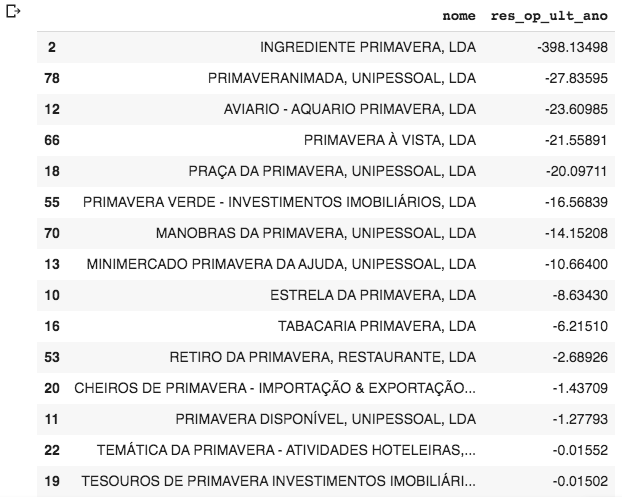 nome res_op_ult_ano
2 INGREDIENTE PRIMAVERA, LDA -398.13498
78 PRIMAVERANIMADA, UNIPESSOAL, LDA -27.83595
12 AVIARIO - AQUARIO PRIMAVERA, LDA -23.60985
66 PRIMAVERA À VISTA, LDA -21.55891
18 PRAÇA DA PRIMAVERA, UNIPESSOAL, LDA -20.09711
55 PRIMAVERA VERDE - INVESTIMENTOS IMOBILIÁRIOS, LDA -16.56839
70 MANOBRAS DA PRIMAVERA, UNIPESSOAL, LDA -14.15208
13 MINIMERCADO PRIMAVERA DA AJUDA, UNIPESSOAL, LDA -10.66400
10 ESTRELA DA PRIMAVERA, LDA -8.63430
16 TABACARIA PRIMAVERA, LDA -6.21510
53 RETIRO DA PRIMAVERA, RESTAURANTE, LDA -2.68926
20 CHEIROS DE PRIMAVERA - IMPORTAÇÃO & EXPORTAÇÃO... -1.43709
11 PRIMAVERA DISPONÍVEL, UNIPESSOAL, LDA -1.27793
22 TEMÁTICA DA PRIMAVERA - ATIVIDADES HOTELEIRAS,... -0.01552
19 TESOUROS DE PRIMAVERA INVESTIMENTOS IMOBILIÁRI... -0.01502